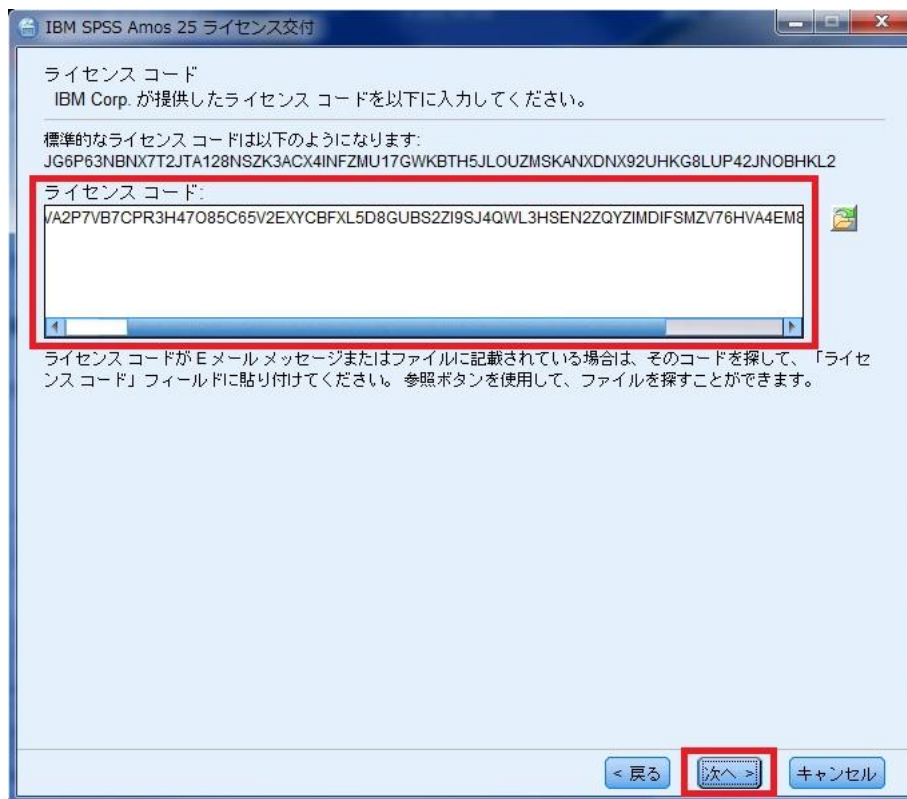 IBM SPSS Amos 25 ライセンス交付
ライセンス コード
IBM Corp. が提供したライセンス コードを以下に入力してください。
標準的なライセンス コードは以下のようになります:
JG6P63NBNX7T2JTA128NSZK3ACX4INFZMU17GWKBTH5JLOUZMSKANXDNX92UHKG8LUP42JNOBHKL2
ライセンス コード:
VA2P7VB7CPR3H47O85C65V2EXYCBFXL5D8GUBS2ZI9SJ4QWL3HSEN2ZQYZIMDIFSMZV76HVA4EM8
ライセンス コードが E メール メッセージまたはファイルに記載されている場合は、そのコードを探して、「ライセ
ンス コード」フィールドに貼り付けてください。 参照ボタンを使用して、ファイルを探すことができます。
< 戻る 次へ > キャンセル